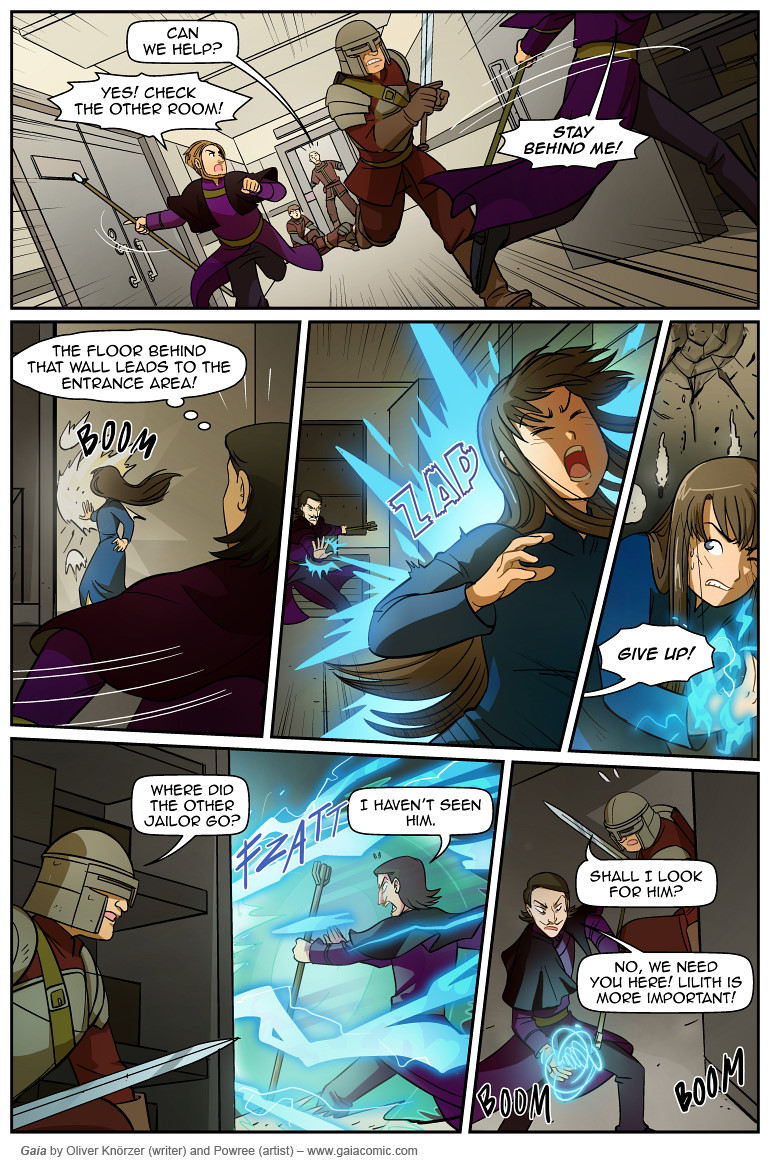 CAN
WE HELP?
YES! CHECK
THE OTHER ROOM!
STAY
BEHIND ME!
THE FLOOR BEHIND
THAT WALL LEADS TO THE
ENTRANCE AREA!
BOOM
ZAP
GIVE UP!
WHERE DID
THE OTHER
JAILOR GO?
FZATT
I HAVEN'T SEEN
HIM.
SHALL I LOOK
FOR HIM?
NO, WE NEED
YOU HERE! LILITH IS
MORE IMPORTANT!
BOOM
BOOM
Gaia by Oliver Knörzer (writer) and Powree (artist) – www.gaiacomic.com